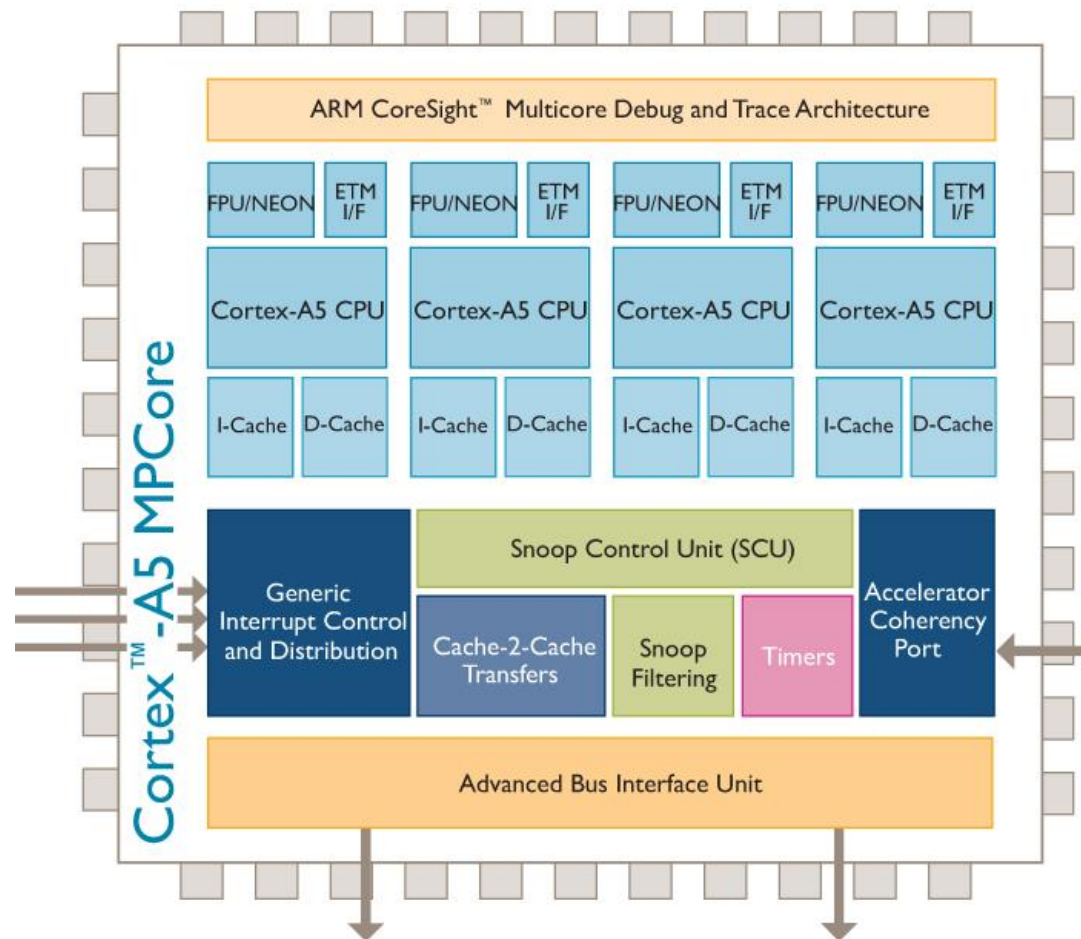 Cortex™-A5 MPCore
ARM CoreSight™ Multicore Debug and Trace Architecture
FPU/NEON
ETM
I/F
FPU/NEON
ETM
I/F
FPU/NEON
ETM
I/F
FPU/NEON
ETM
I/F
Cortex-A5 CPU
Cortex-A5 CPU
Cortex-A5 CPU
Cortex-A5 CPU
I-Cache
D-Cache
I-Cache
D-Cache
I-Cache
D-Cache
I-Cache
D-Cache
Generic
Interrupt Control
and Distribution
Snoop Control Unit (SCU)
Cache-2-Cache
Transfers
Snoop
Filtering
Timers
Accelerator
Coherency
Port
Advanced Bus Interface Unit